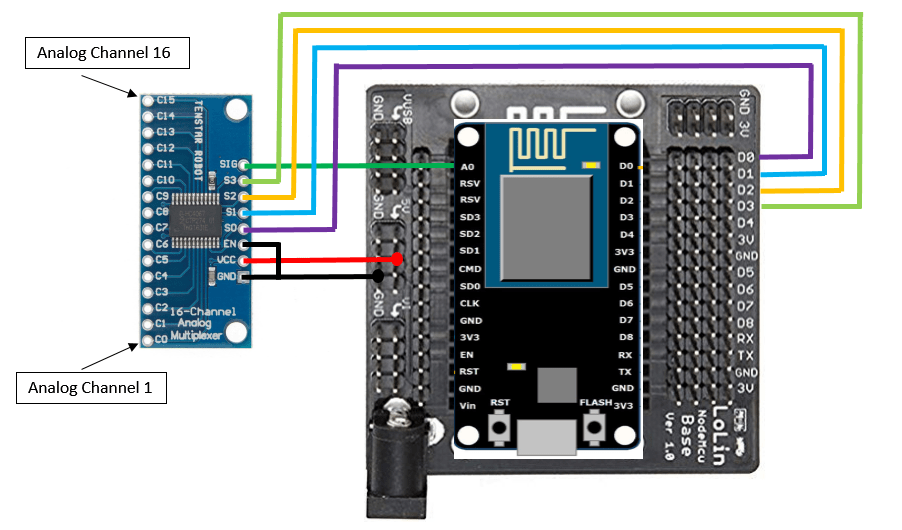 Analog Channel 16
Analog Channel 1
C15
C14
C13
C12
C11
C10
C9
C8
C7
C6
C5
C4
C3
C2
C1
C0
TENSTAR ROBOT
SIG
S3
S2
S1
S0
EN
VCC
GND
16-Channel
Analog
Multiplexer
GND
VUSB
GND
5V
GND
A0
RSV
RSV
SD3
SD2
SD1
CMD
SD0
CLK
GND
3V3
EN
RST
GND
Vin
D0
D1
D2
D3
D4
3V3
GND
D5
D6
D7
D8
RX
TX
GND
3V3
RST
FLASH
GND 3V
D0
D1
D2
D3
D4
3V
GND
D5
D6
D7
D8
RX
TX
GND
3V
LoLin
NodeMcu
Base
Ver 1.0